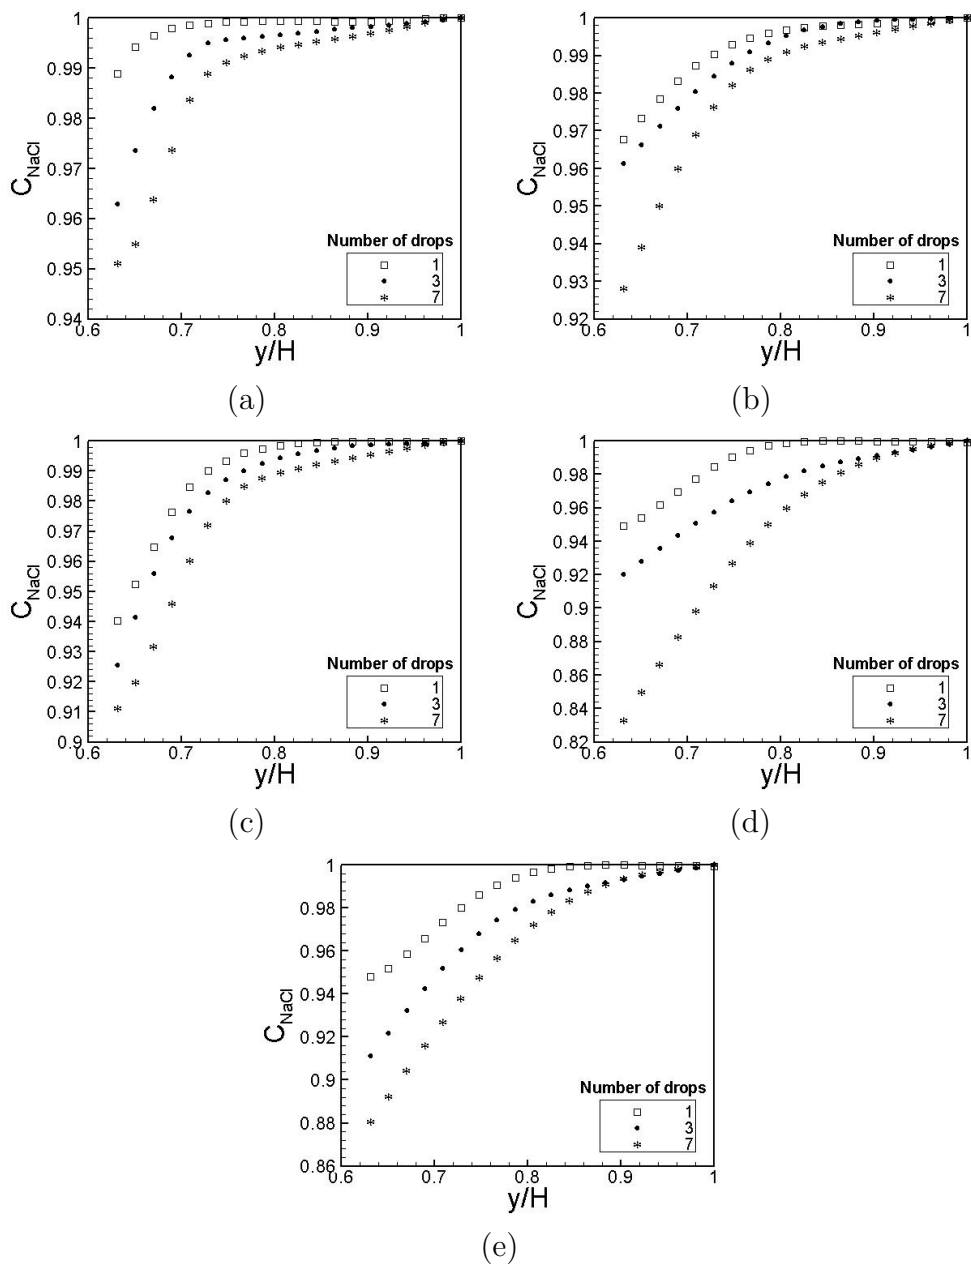 1
0.99
0.98
0.97
0.96
0.95
0.94
C_NaCl
0.6 0.7 0.8 0.9 1
y/H
Number of drops
1
3
7
(a)
1
0.99
0.98
0.97
0.96
0.95
0.94
0.93
0.92
C_NaCl
0.6 0.7 0.8 0.9 1
y/H
Number of drops
1
3
7
(b)
1
0.99
0.98
0.97
0.96
0.95
0.94
0.93
0.92
0.91
0.9
C_NaCl
0.6 0.7 0.8 0.9 1
y/H
Number of drops
1
3
7
(c)
1
0.98
0.96
0.94
0.92
0.9
0.88
0.86
0.84
0.82
C_NaCl
0.6 0.7 0.8 0.9 1
y/H
Number of drops
1
3
7
(d)
1
0.98
0.96
0.94
0.92
0.9
0.88
0.86
C_NaCl
0.6 0.7 0.8 0.9 1
y/H
Number of drops
1
3
7
(e)